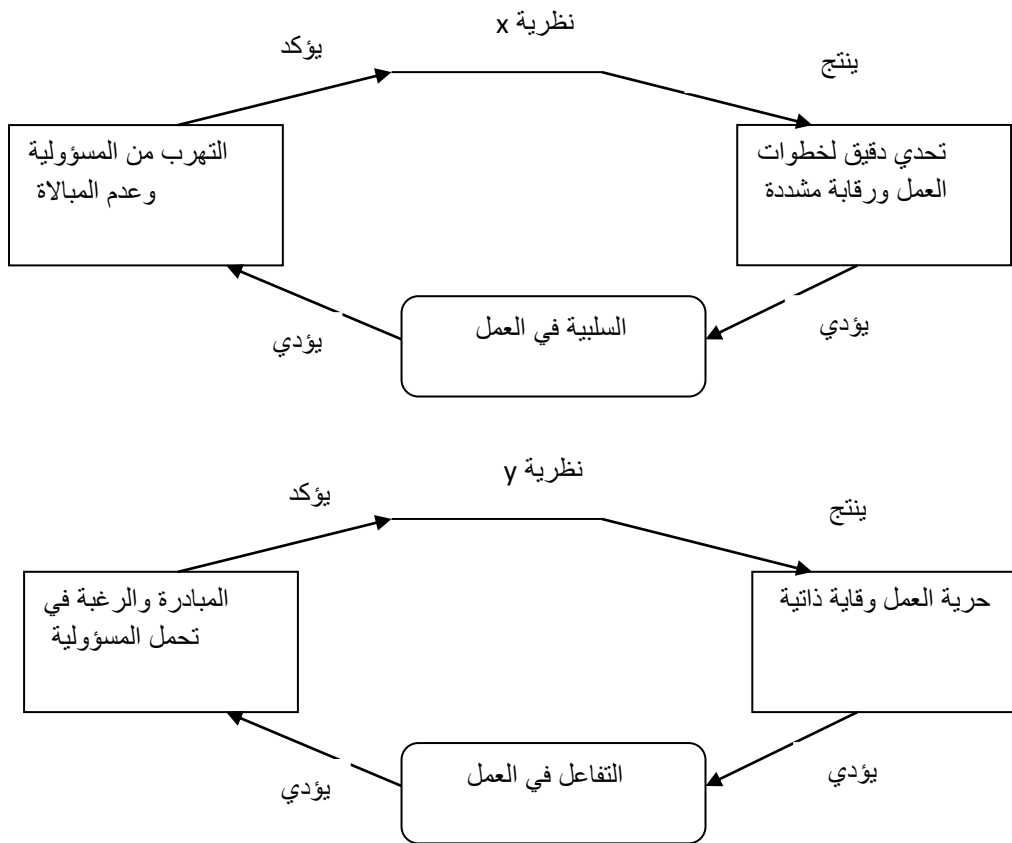 نظرية x
يؤكد
ينتج
تحدي دقيق لخطوات
العمل ورقابة مشددة
التهرب من المسؤولية
وعدم المبالاة
السلبية في العمل
يؤدي
يؤدي
نظرية y
يؤكد
ينتج
حرية العمل وقاية ذاتية
المبادرة والرغبة في
تحمل المسؤولية
التفاعل في العمل
يؤدي
يؤدي